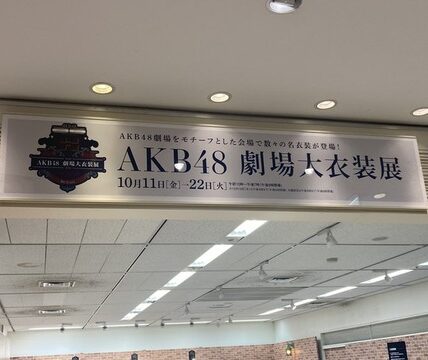 AKB48劇場をモチーフとした会場で数々の名衣装が登場!
AKB48 劇場大衣装展
AKB48 劇場大衣装展
10月11日[金]→22日[火]